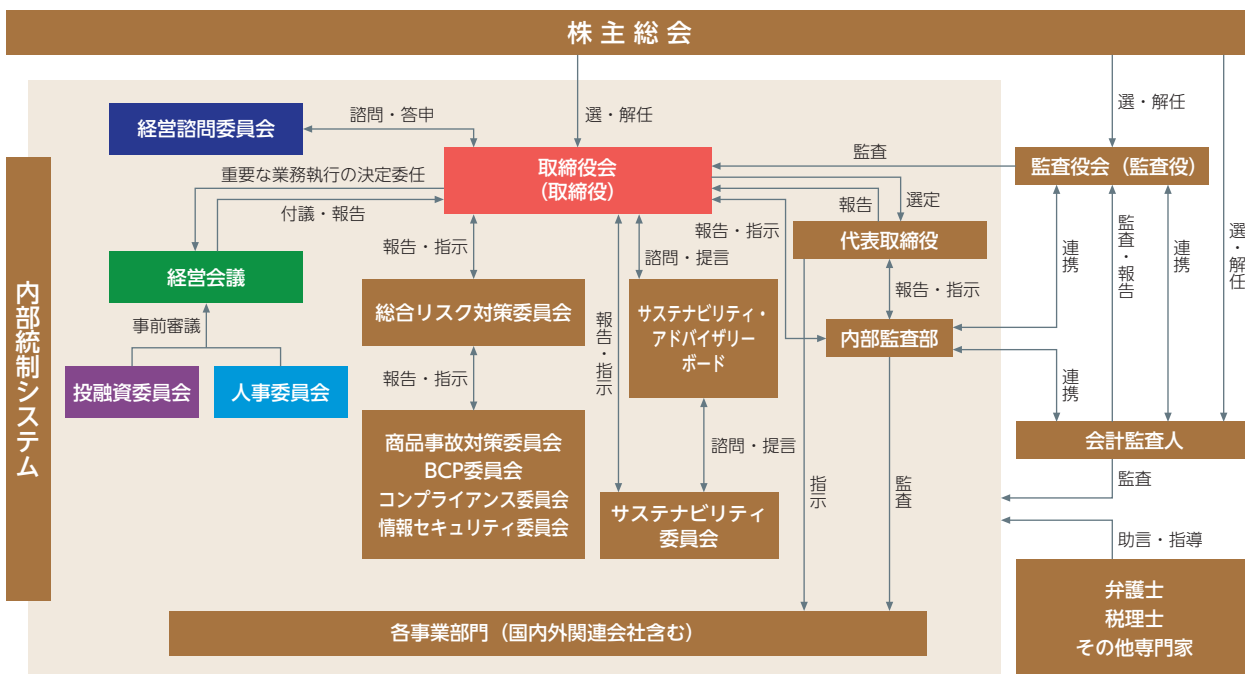 株主総会
選・解任
選・解任
選・解任
内部統制システム
経営諮問委員会
諮問・答申
取締役会
（取締役）
監査
監査役会（監査役）
重要な業務執行の決定委任
付議・報告
報告
選定
代表取締役
報告・指示
報告・指示
諮問・提言
連携
監査・報告
連携
経営会議
事前審議
投融資委員会
人事委員会
総合リスク対策委員会
報告・指示
報告・指示
サステナビリティ・
アドバイザリー
ボード
報告・指示
内部監査部
連携
商品事故対策委員会
BCP委員会
コンプライアンス委員会
情報セキュリティ委員会
諮問・提言
サステナビリティ
委員会
指示
監査
会計監査人
監査
助言・指導
弁護士
税理士
その他専門家
各事業部門（国内外関連会社含む）